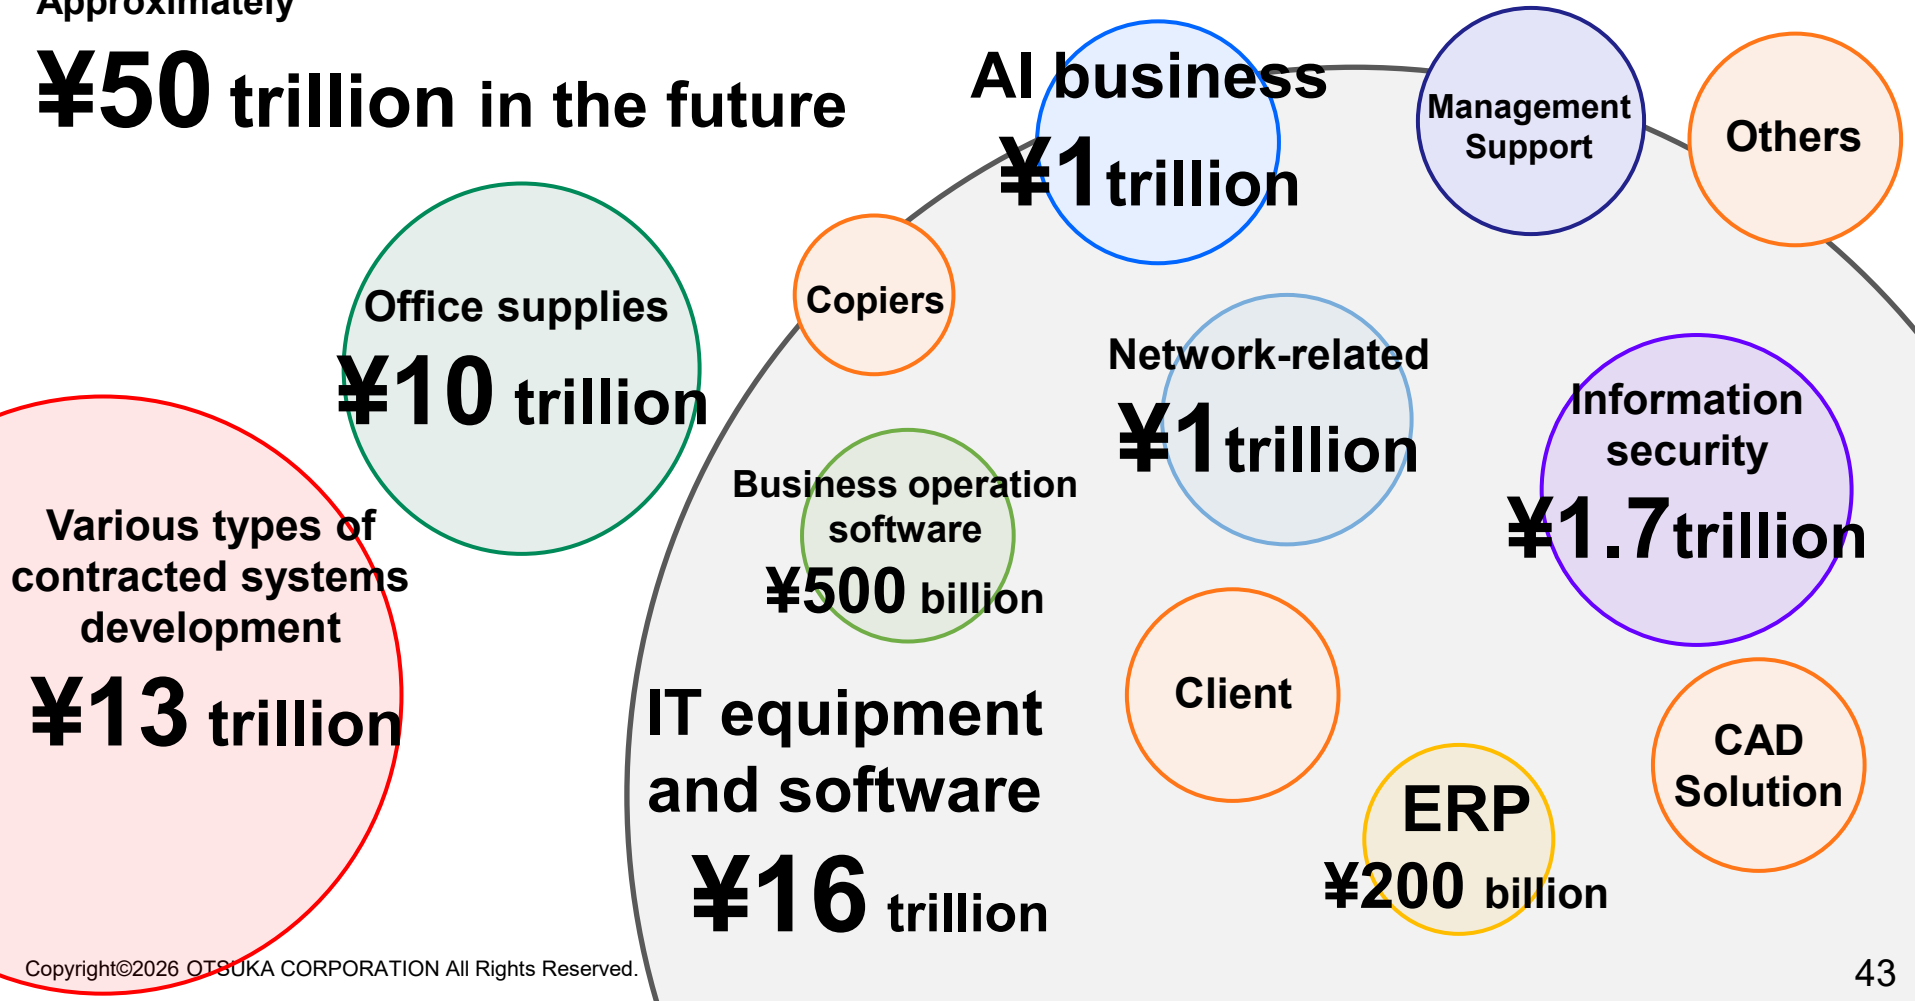 Approximately
¥50 trillion in the future
AI business
¥1 trillion
Management
Support
Others
Office supplies
¥10 trillion
Copiers
Network-related
¥1 trillion
Information
security
¥1.7 trillion
Business operation
software
¥500 billion
Various types of
contracted systems
development
¥13 trillion
IT equipment
and software
¥16 trillion
Client
CAD
Solution
ERP
¥200 billion
Copyright©2026 OTSUKA CORPORATION All Rights Reserved.
43